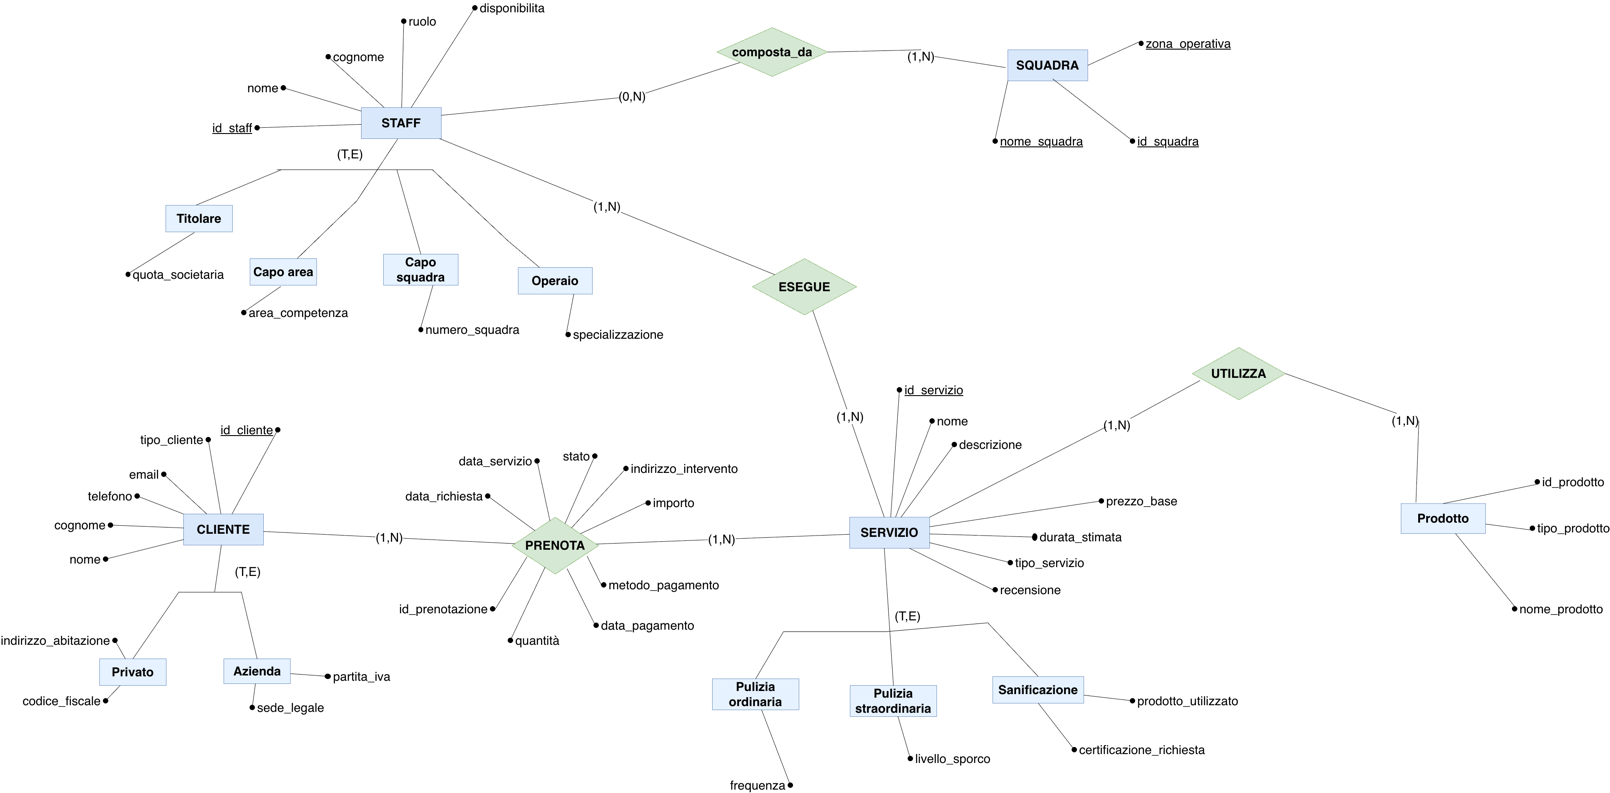 disponibilita
ruolo
cognome
nome
id_staff
STAFF
(T,E)
composta_da
(0,N)
(1,N)
SQUADRA
zona_operativa
nome_squadra
id_squadra
Titolare
quota_societaria
Capo area
area_competenza
Capo
squadra
numero_squadra
Operaio
specializzazione
(1,N)
ESEGUE
(1,N)
UTILIZZA
(1,N)
(1,N)
id_servizio
nome
descrizione
prezzo_base
durata_stimata
tipo_servizio
recensione
SERVIZIO
id_prodotto
tipo_prodotto
nome_prodotto
Prodotto
id_cliente
tipo_cliente
email
telefono
cognome
nome
CLIENTE
(1,N)
data_servizio
stato
indirizzo_intervento
data_richiesta
importo
PRENOTA
(1,N)
id_prenotazione
quantità
data_pagamento
metodo_pagamento
(T,E)
indirizzo_abitazione
Privato
codice_fiscale
Azienda
partita_iva
sede_legale
(T,E)
Pulizia
ordinaria
frequenza
Pulizia
straordinaria
livello_sporco
Sanificazione
prodotto_utilizzato
certificazione_richiesta